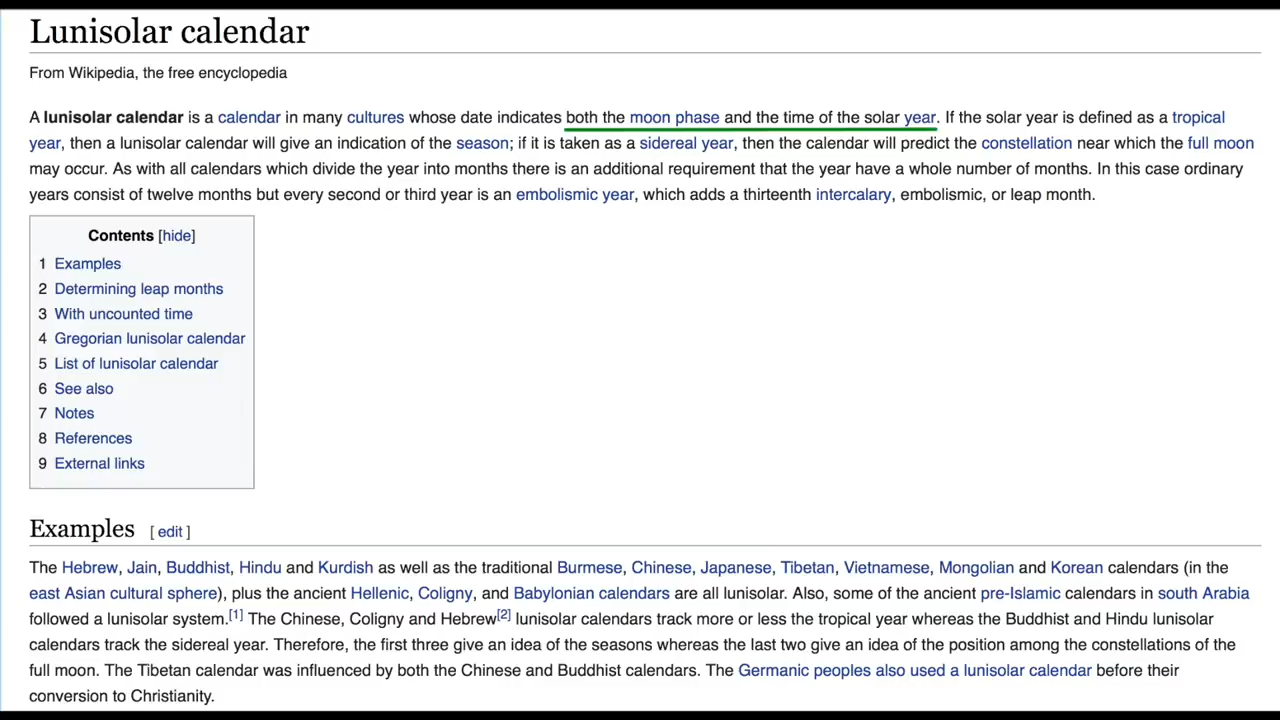 Lunisolar calendar
From Wikipedia, the free encyclopedia
A lunisolar calendar is a calendar in many cultures whose date indicates both the moon phase and the time of the solar year. If the solar year is defined as a tropical
year, then a lunisolar calendar will give an indication of the season; if it is taken as a sidereal year, then the calendar will predict the constellation near which the full moon
may occur. As with all calendars which divide the year into months there is an additional requirement that the year have a whole number of months. In this case ordinary
years consist of twelve months but every second or third year is an embolismic year, which adds a thirteenth intercalary, embolismic, or leap month.
Contents [hide]
1 Examples
2 Determining leap months
3 With uncounted time
4 Gregorian lunisolar calendar
5 List of lunisolar calendar
6 See also
7 Notes
8 References
9 External links
Examples [ edit ]
The Hebrew, Jain, Buddhist, Hindu and Kurdish as well as the traditional Burmese, Chinese, Japanese, Tibetan, Vietnamese, Mongolian and Korean calendars (in the
east Asian cultural sphere), plus the ancient Hellenic, Coligny, and Babylonian calendars are all lunisolar. Also, some of the ancient pre-Islamic calendars in south Arabia
followed a lunisolar system.[1] The Chinese, Coligny and Hebrew[2] lunisolar calendars track more or less the tropical year whereas the Buddhist and Hindu lunisolar
calendars track the sidereal year. Therefore, the first three give an idea of the seasons whereas the last two give an idea of the position among the constellations of the
full moon. The Tibetan calendar was influenced by both the Chinese and Buddhist calendars. The Germanic peoples also used a lunisolar calendar before their
conversion to Christianity.